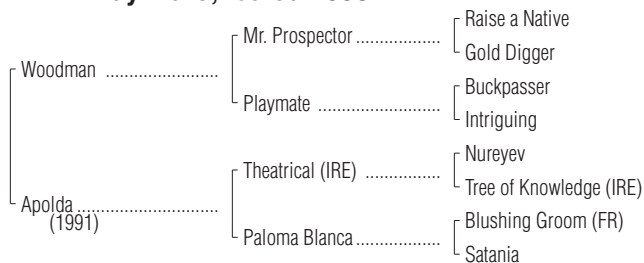 Raise a Native
Mr. Prospector ..................
Gold Digger
Woodman ........................
Buckpasser
Playmate ..........................
Intriguing
Nureyev
Theatrical (IRE) ................
Tree of Knowledge (IRE)
Apolda ..............................
(1991)
Blushing Groom (FR)
Paloma Blanca ..................
Satania